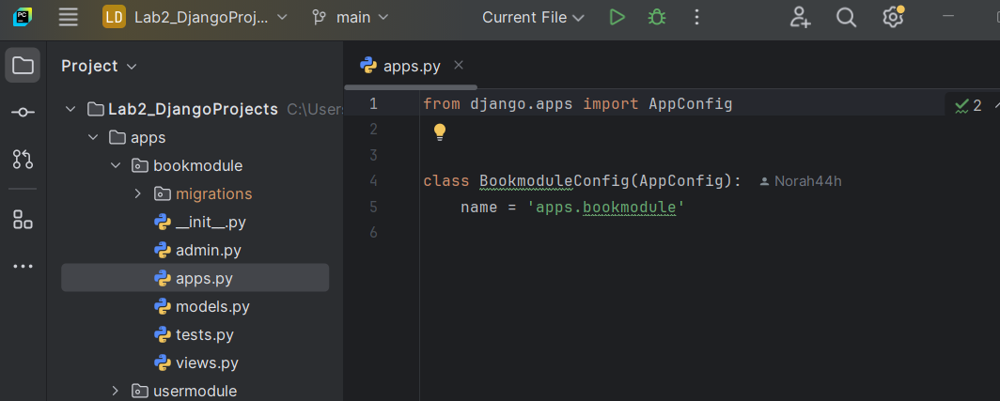 PC LD Lab2_DjangoProj... main Current File
Project
apps.py
Lab2_DjangoProjects C:\Users
apps
bookmodule
migrations
__init__.py
admin.py
apps.py
models.py
tests.py
views.py
usermodule
1 from django.apps import AppConfig 2
2
3
4 class BookmoduleConfig(AppConfig): Norah44h
5 name = 'apps.bookmodule'
6